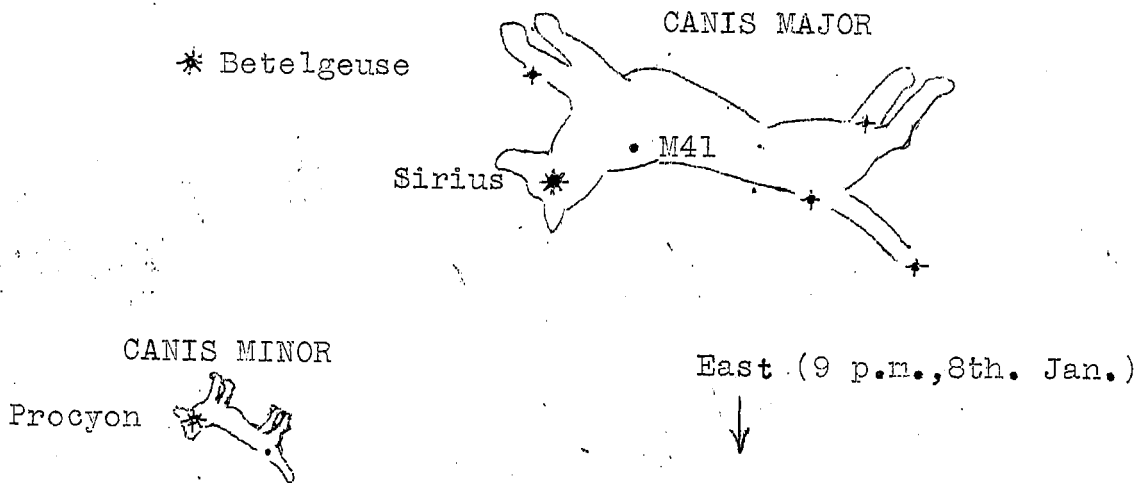 CANIS MAJOR
Betelgeuse
M41
Sirius
CANIS MINOR
East (9 p.m.,8th. Jan.)
Procyon